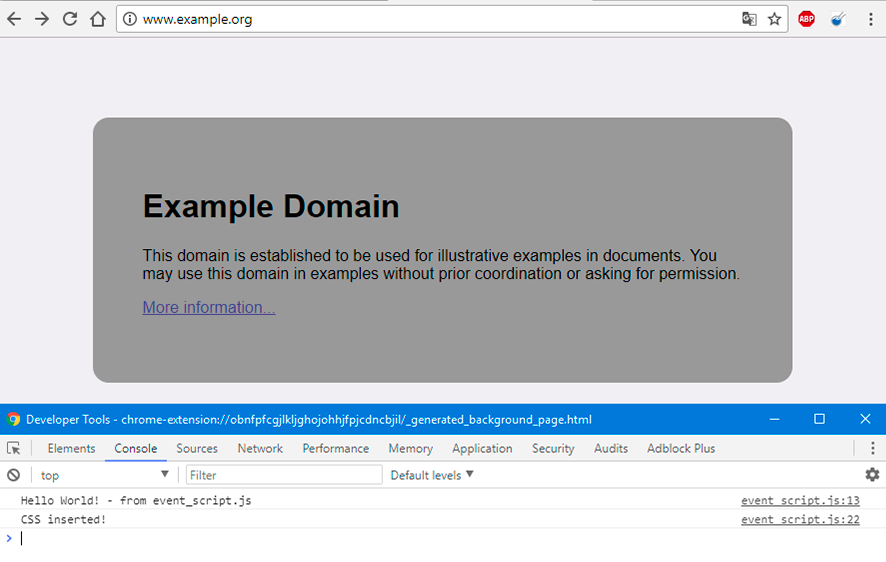 www.example.org
ABP
Example Domain
This domain is established to be used for illustrative examples in documents. You
may use this domain in examples without prior coordination or asking for permission.
More information...
Developer Tools - chrome-extension://obnfpfcgjlkljghojohhjfpjcdncbjil/_generated_background_page.html
Elements Console Sources Network Performance Memory Application Security Audits Adblock Plus
top Filter Default levels
Hello World! - from event_script.js event_script.js:13
CSS inserted! event_script.js:22